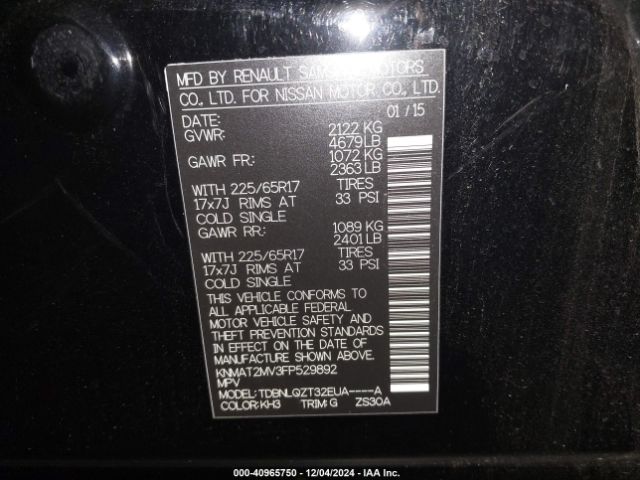 MFD BY RENAULT SAMSUNG MOTORS
CO., LTD. FOR NISSAN MOTOR CO., LTD.
DATE: 01/15
GVWR: 2122 KG
4679 LB
GAWR FR: 1072 KG
2363 LB
WITH 225/65R17 TIRES
17x7J RIMS AT 33 PSI
COLD SINGLE
GAWR RR: 1089 KG
2401 LB
WITH 225/65R17 TIRES
17x7J RIMS AT 33 PSI
COLD SINGLE
THIS VEHICLE CONFORMS TO
ALL APPLICABLE FEDERAL
MOTOR VEHICLE SAFETY AND
THEFT PREVENTION STANDARDS
IN EFFECT ON THE DATE OF
MANUFACTURE SHOWN ABOVE.
KNMAT2MV3FP529892
MPV
MODEL: TDBNLGZT32EUA----A
COLOR: KH3 TRIM: G ZS30A
000-40965750 - 12/04/2024 - IAA Inc.